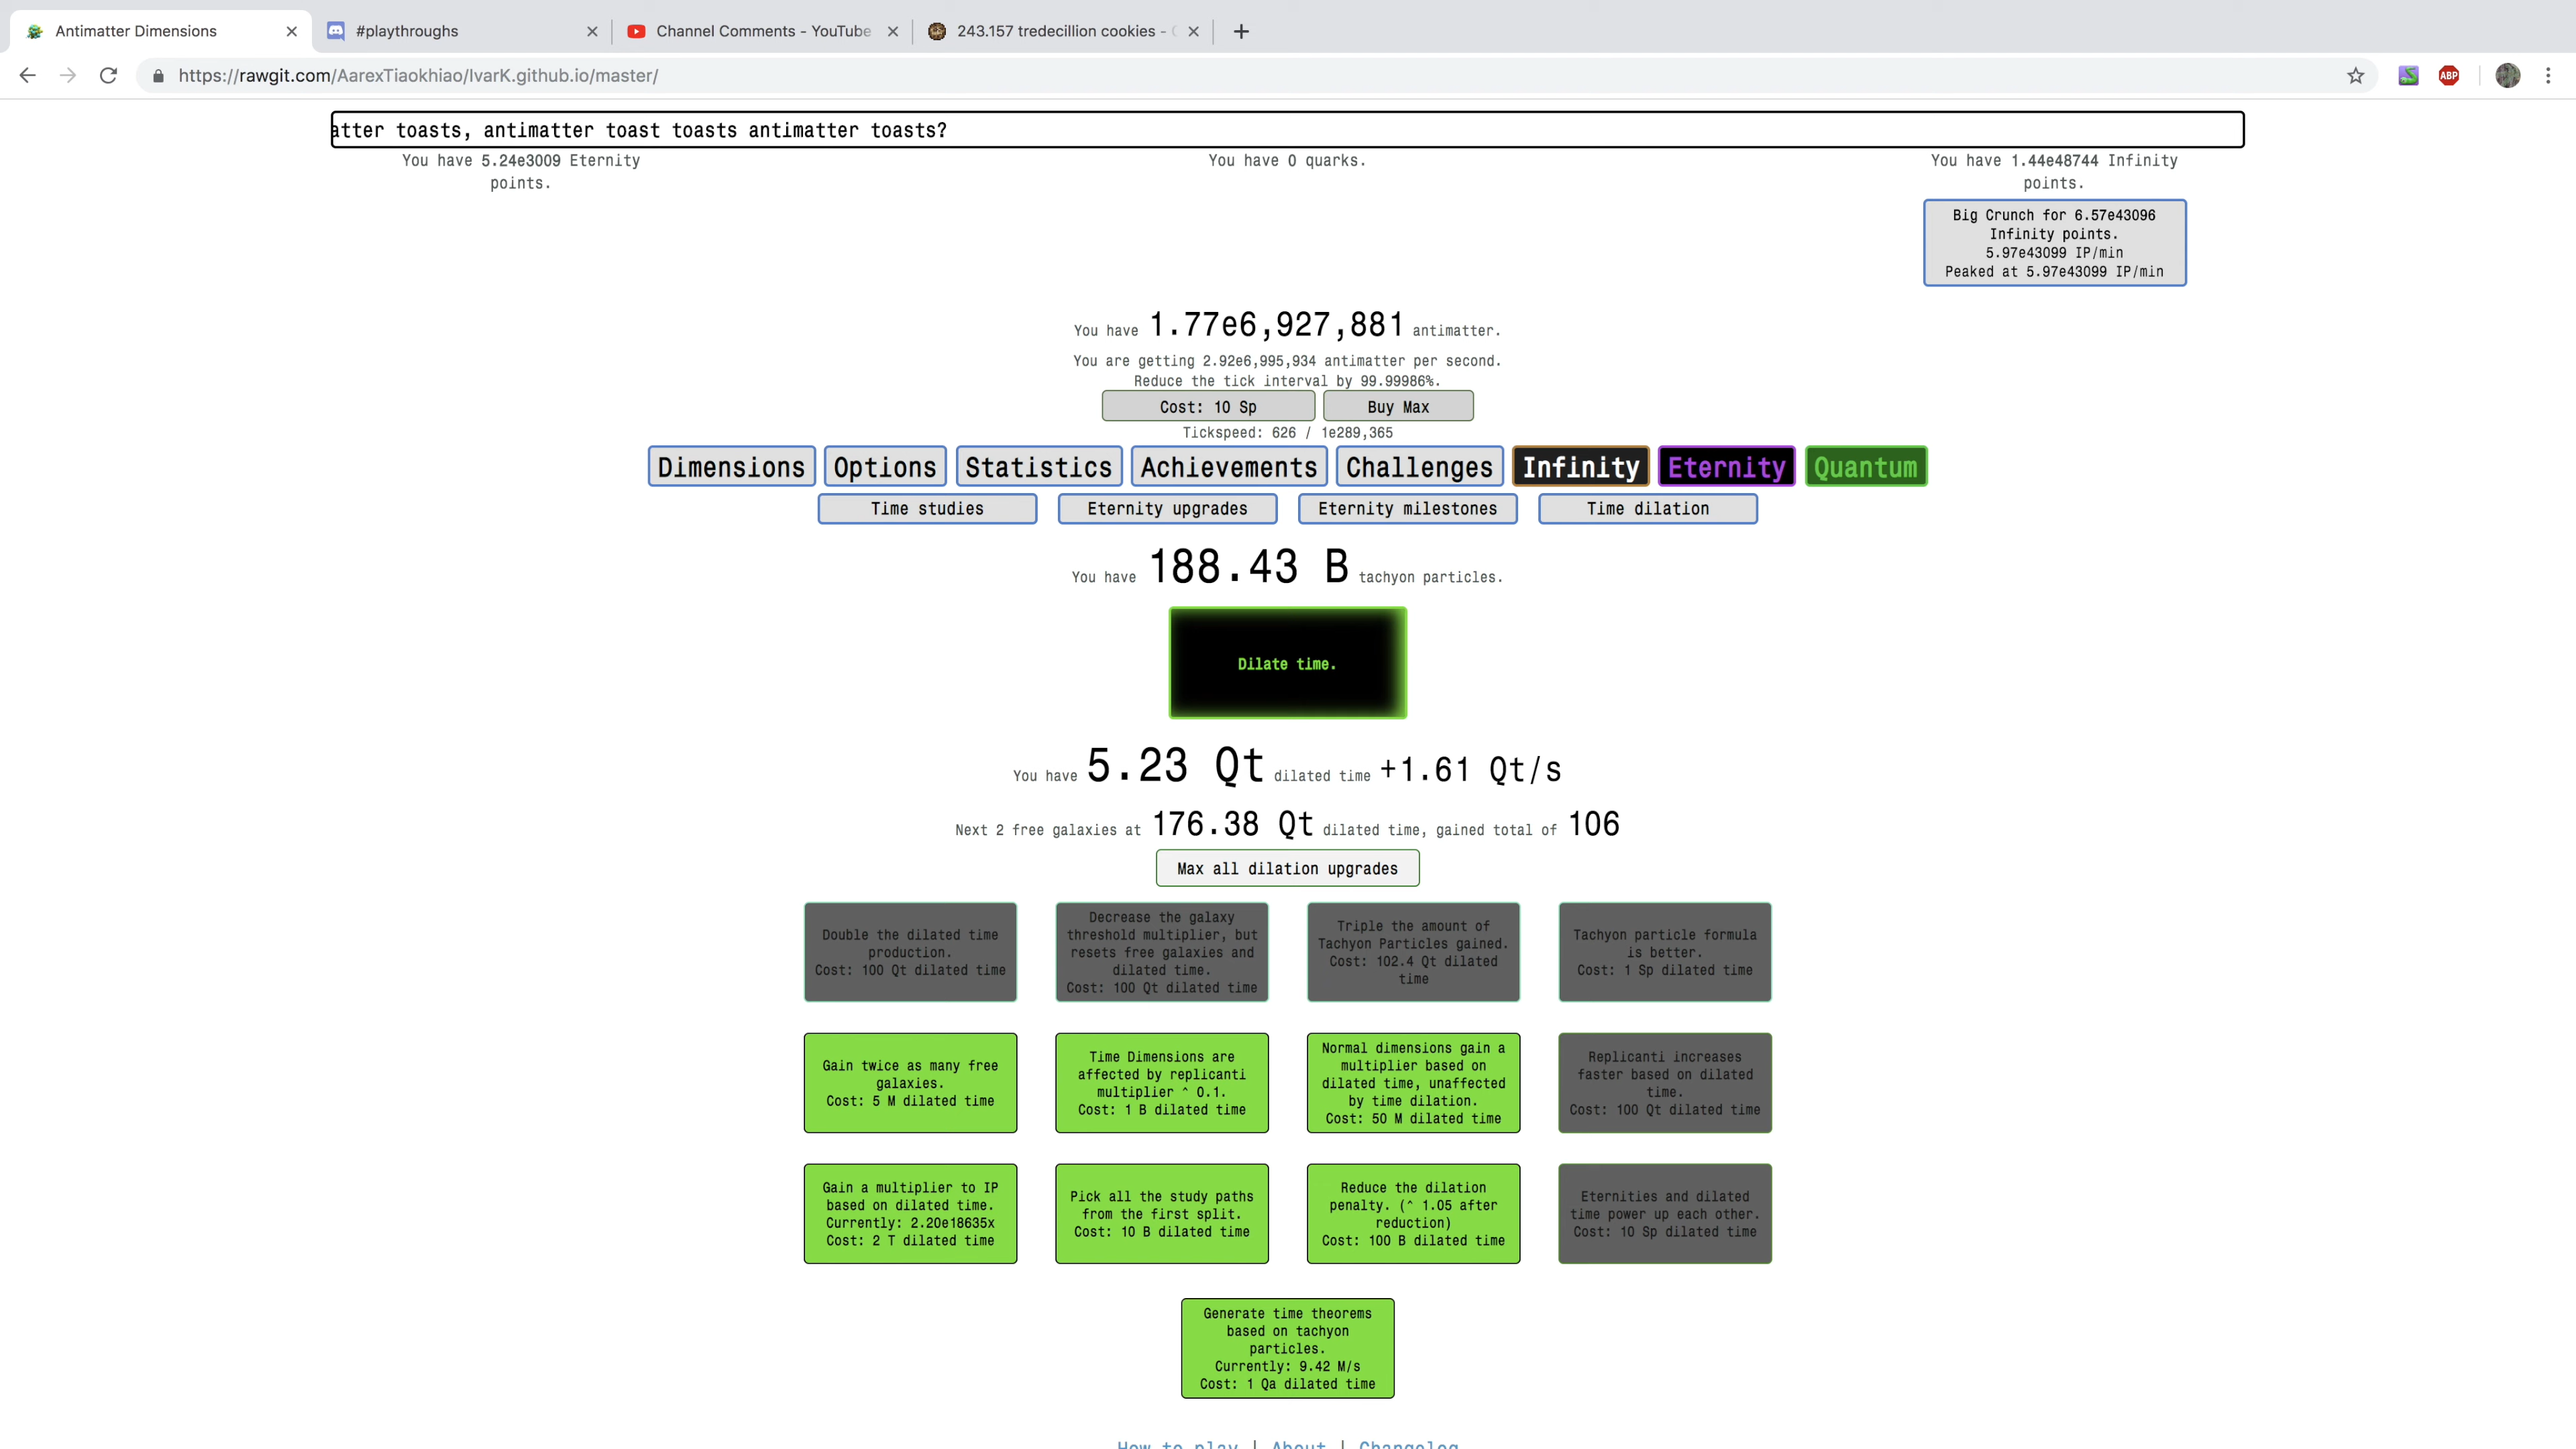 Antimatter Dimensions
#playthroughs
Channel Comments - YouTube
243.157 tredecillion cookies -
https://rawgit.com/AarexTiaokhiao/IvarK.github.io/master/
ABP
atter toasts, antimatter toast toasts antimatter toasts?
You have 5.24e3009 Eternity
points.
You have 0 quarks.
You have 1.44e48744 Infinity
points.
Big Crunch for 6.57e43096
Infinity points.
5.97e43099 IP/min
Peaked at 5.97e43099 IP/min
You have 1.77e6,927,881 antimatter.
You are getting 2.92e6,995,934 antimatter per second.
Reduce the tick interval by 99.99986%.
Cost: 10 Sp
Buy Max
Tickspeed: 626 / 1e289,365
Dimensions
Options
Statistics
Achievements
Challenges
Infinity
Eternity
Quantum
Time studies
Eternity upgrades
Eternity milestones
Time dilation
You have 188.43 B tachyon particles.
Dilate time.
You have 5.23 Qt dilated time +1.61 Qt/s
Next 2 free galaxies at 176.38 Qt dilated time, gained total of 106
Max all dilation upgrades
Double the dilated time
production.
Cost: 100 Qt dilated time
Decrease the galaxy
threshold multiplier, but
resets free galaxies and
dilated time.
Cost: 100 Qt dilated time
Triple the amount of
Tachyon Particles gained.
Cost: 102.4 Qt dilated
time
Tachyon particle formula
is better.
Cost: 1 Sp dilated time
Gain twice as many free
galaxies.
Cost: 5 M dilated time
Time Dimensions are
affected by replicanti
multiplier ^ 0.1.
Cost: 1 B dilated time
Normal dimensions gain a
multiplier based on
dilated time, unaffected
by time dilation.
Cost: 50 M dilated time
Replicanti increases
faster based on dilated
time.
Cost: 100 Qt dilated time
Gain a multiplier to IP
based on dilated time.
Currently: 2.20e18635x
Cost: 2 T dilated time
Pick all the study paths
from the first split.
Cost: 10 B dilated time
Reduce the dilation
penalty. (^ 1.05 after
reduction)
Cost: 100 B dilated time
Eternities and dilated
time power up each other.
Cost: 10 Sp dilated time
Generate time theorems
based on tachyon
particles.
Currently: 9.42 M/s
Cost: 1 Qa dilated time
How to play | About | Changelog